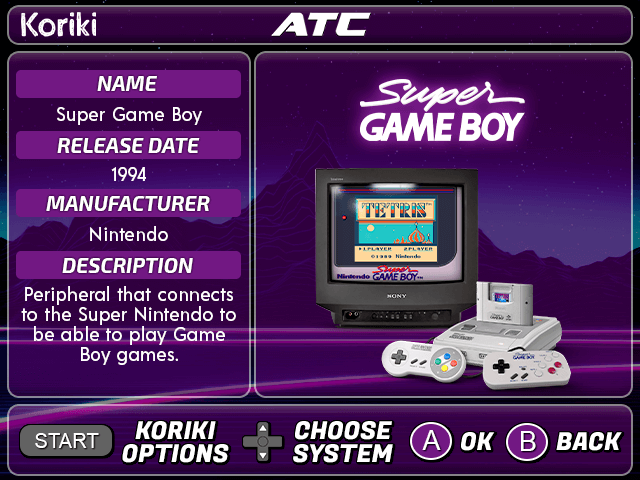 Koriki
ATC
NAME
Super Game Boy
RELEASE DATE
1994
MANUFACTURER
Nintendo
DESCRIPTION
Peripheral that connects
to the Super Nintendo to
be able to play Game
Boy games.
Super
GAME BOY
TETRIS
1PLAYER 2PLAYER
©1989 Nintendo
Nintendo Super GAME BOY
SONY
GAME BOY
START
KORIKI
OPTIONS
CHOOSE
SYSTEM
A OK
B BACK